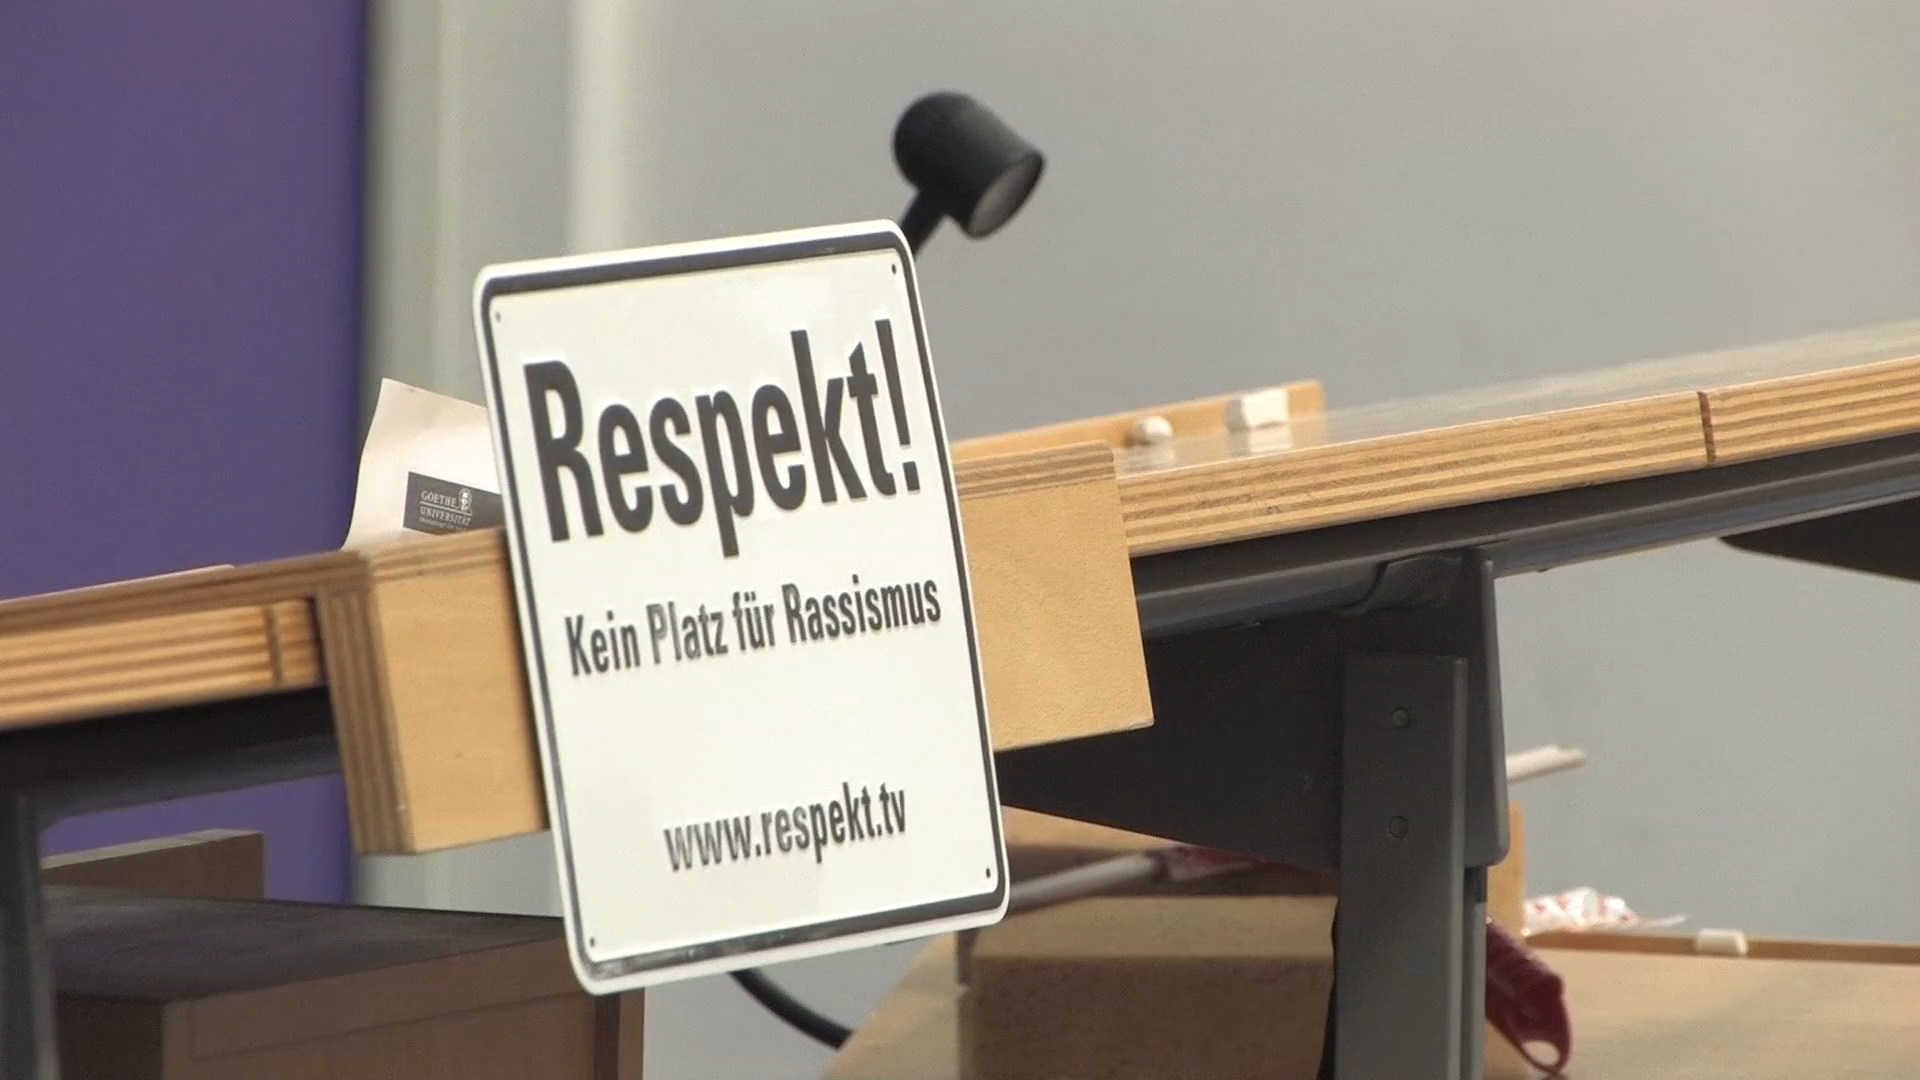 Respekt!
Kein Platz für Rassismus
www.respekt.tv
GOETHE
UNIVERSITÄT